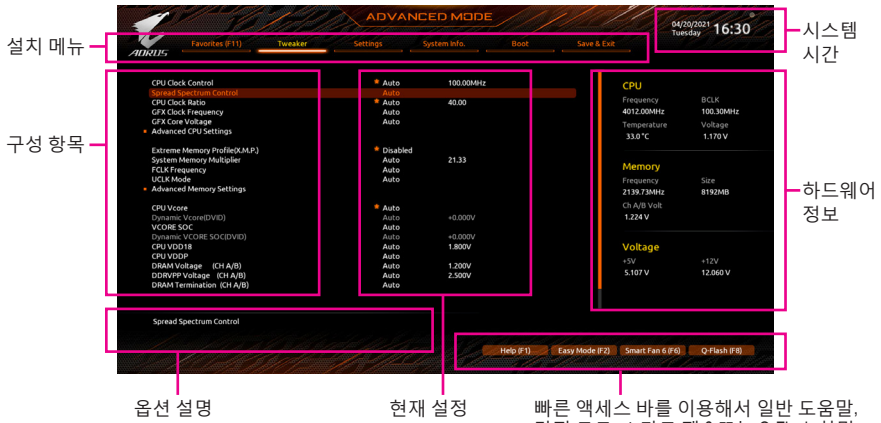 ADVANCED MODE
04/20/2021
Tuesday 16:30
시스템
시간
설치 메뉴
AORUS
Favorites (F11) Tweaker Settings System Info. Boot Save & Exit
구성 항목
CPU Clock Control Auto 100.00MHz
Spread Spectrum Control Auto
CPU Clock Ratio Auto 40.00
GFX Clock Frequency Auto
GFX Core Voltage Auto
Advanced CPU Settings
Extreme Memory Profile(X.M.P.) Disabled
System Memory Multiplier Auto 21.33
FCLK Frequency Auto
UCLK Mode Auto
Advanced Memory Settings
CPU Vcore Auto
Dynamic Vcore(DVID) Auto +0.000V
VCORE SOC Auto
Dynamic VCORE SOC(DVID) Auto +0.000V
CPU VDD18 Auto 1.800V
CPU VDDP Auto
DRAM Voltage (CH A/B) Auto 1.200V
DDRVPP Voltage (CH A/B) Auto 2.500V
DRAM Termination (CH A/B) Auto
CPU
Frequency BCLK
4012.00MHz 100.30MHz
Temperature Voltage
33.0 °C 1.170 V
Memory
Frequency Size
2139.73MHz 8192MB
Ch A/B Volt
1.224 V
Voltage
+5V +12V
5.107 V 12.060 V
하드웨어
정보
Spread Spectrum Control
Help (F1) Easy Mode (F2) Smart Fan 6 (F6) Q-Flash (F8)
옵션 설명
현재 설정
빠른 액세스 바를 이용해서 일반 도움말,